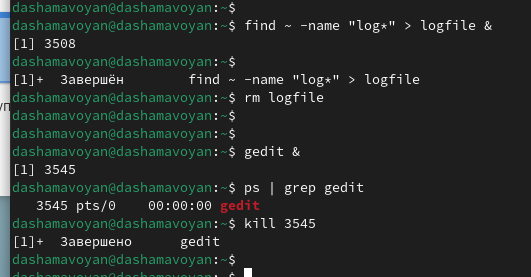 dashamavoyan@dashamavoyan:~$
dashamavoyan@dashamavoyan:~$ find ~ -name "log*" > logfile &
[1] 3508
dashamavoyan@dashamavoyan:~$
[1]+  Завершён        find ~ -name "log*" > logfile
dashamavoyan@dashamavoyan:~$ rm logfile
dashamavoyan@dashamavoyan:~$
dashamavoyan@dashamavoyan:~$
dashamavoyan@dashamavoyan:~$ gedit &
[1] 3545
dashamavoyan@dashamavoyan:~$ ps | grep gedit
   3545 pts/0    00:00:00 gedit
dashamavoyan@dashamavoyan:~$ kill 3545
[1]+  Завершено       gedit
dashamavoyan@dashamavoyan:~$
dashamavoyan@dashamavoyan:~$